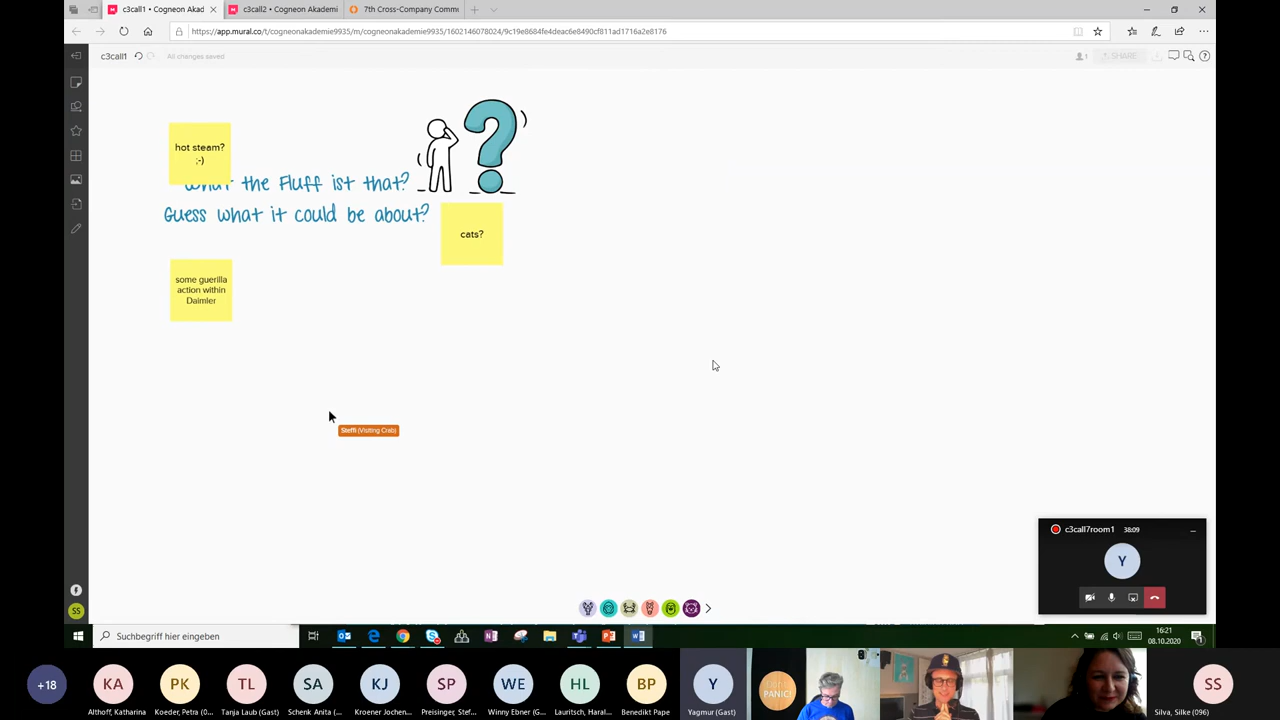 c3call1 • Cogneon Akad
c3call2 • Cogneon Akademi
7th Cross-Company Commu
https://app.mural.co/t/cogneonakademie9935/m/cogneonakademie9935/1602146078024/9c19e8684fe4deac6e8490cf811ad1716a2e8176
c3call1
All changes saved
1
SHARE
hot steam?
;-)
What the Fluff ist that?
Guess what it could be about?
cats?
some guerilla
action within
Daimler
Steffi (Visiting Crab)
c3call7room1 38:09
Y
SS
Suchbegriff hier eingeben
16:21
08.10.2020
+18
KA
PK
TL
SA
KJ
SP
WE
HL
BP
Y
PANIC!
SS
Althoff, Katharina
Koeder, Petra (0...
Tanja Laub (Gast)
Schenk Anita (...
Kroener Jochen...
Preisinger, Stef...
Winny Ebner (G...
Lauritsch, Haral...
Benedikt Pape
Yagmur (Gast)
Silva, Silke (096)